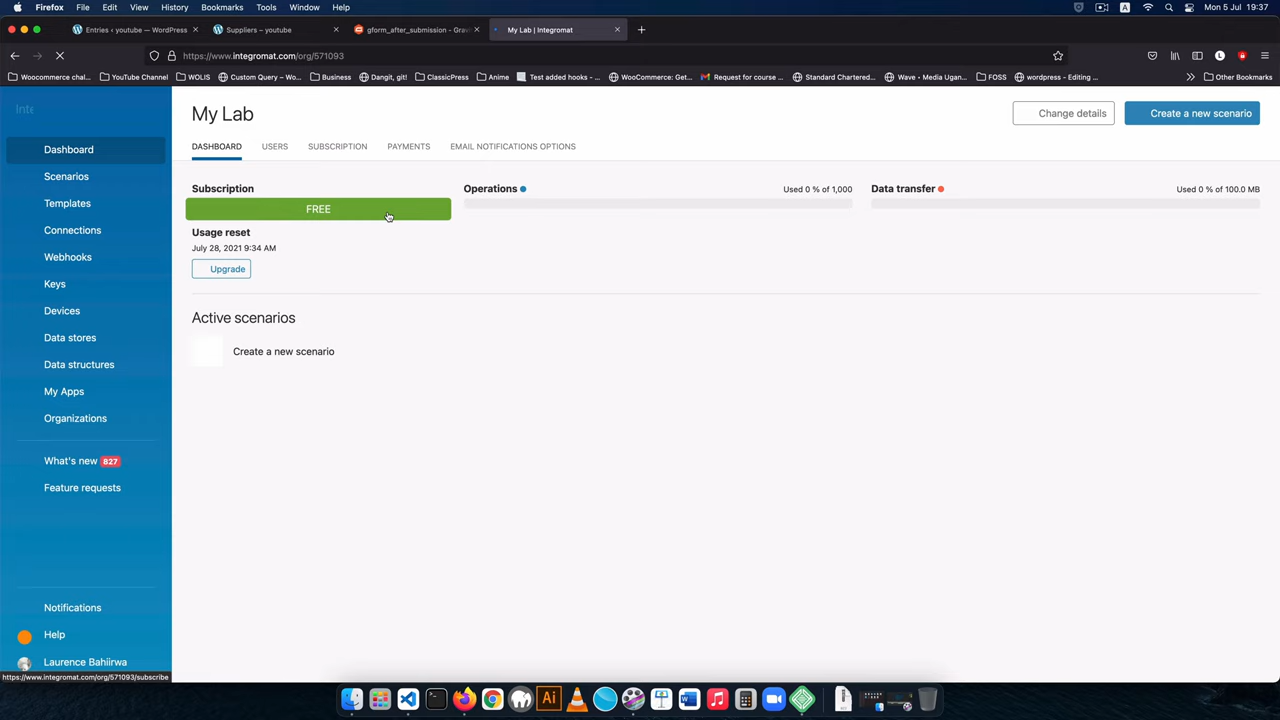 Firefox File Edit View History Bookmarks Tools Window Help
A Mon 5 Jul 19:37
Entries ‹ youtube — WordPress
Suppliers – youtube
gform_after_submission - Grav
My Lab | Integromat
https://www.integromat.com/org/571093
Woocommerce chal...
YouTube Channel
WOLIS
Custom Query – Wo...
Business
Dangit, git!
ClassicPress
Anime
Test added hooks - ...
WooCommerce: Get...
Request for course ...
Standard Chartered...
Wave • Media Ugan...
FOSS
wordpress - Editing ...
Other Bookmarks
Inte
My Lab
Change details
Create a new scenario
Dashboard
Scenarios
Templates
Connections
Webhooks
Keys
Devices
Data stores
Data structures
My Apps
Organizations
What's new 827
Feature requests
Notifications
Help
Laurence Bahiirwa
DASHBOARD USERS SUBSCRIPTION PAYMENTS EMAIL NOTIFICATIONS OPTIONS
Subscription
FREE
Usage reset
July 28, 2021 9:34 AM
Upgrade
Operations
Used 0 % of 1,000
Data transfer
Used 0 % of 100.0 MB
Active scenarios
Create a new scenario
https://www.integromat.com/org/571093/subscribe
Ai